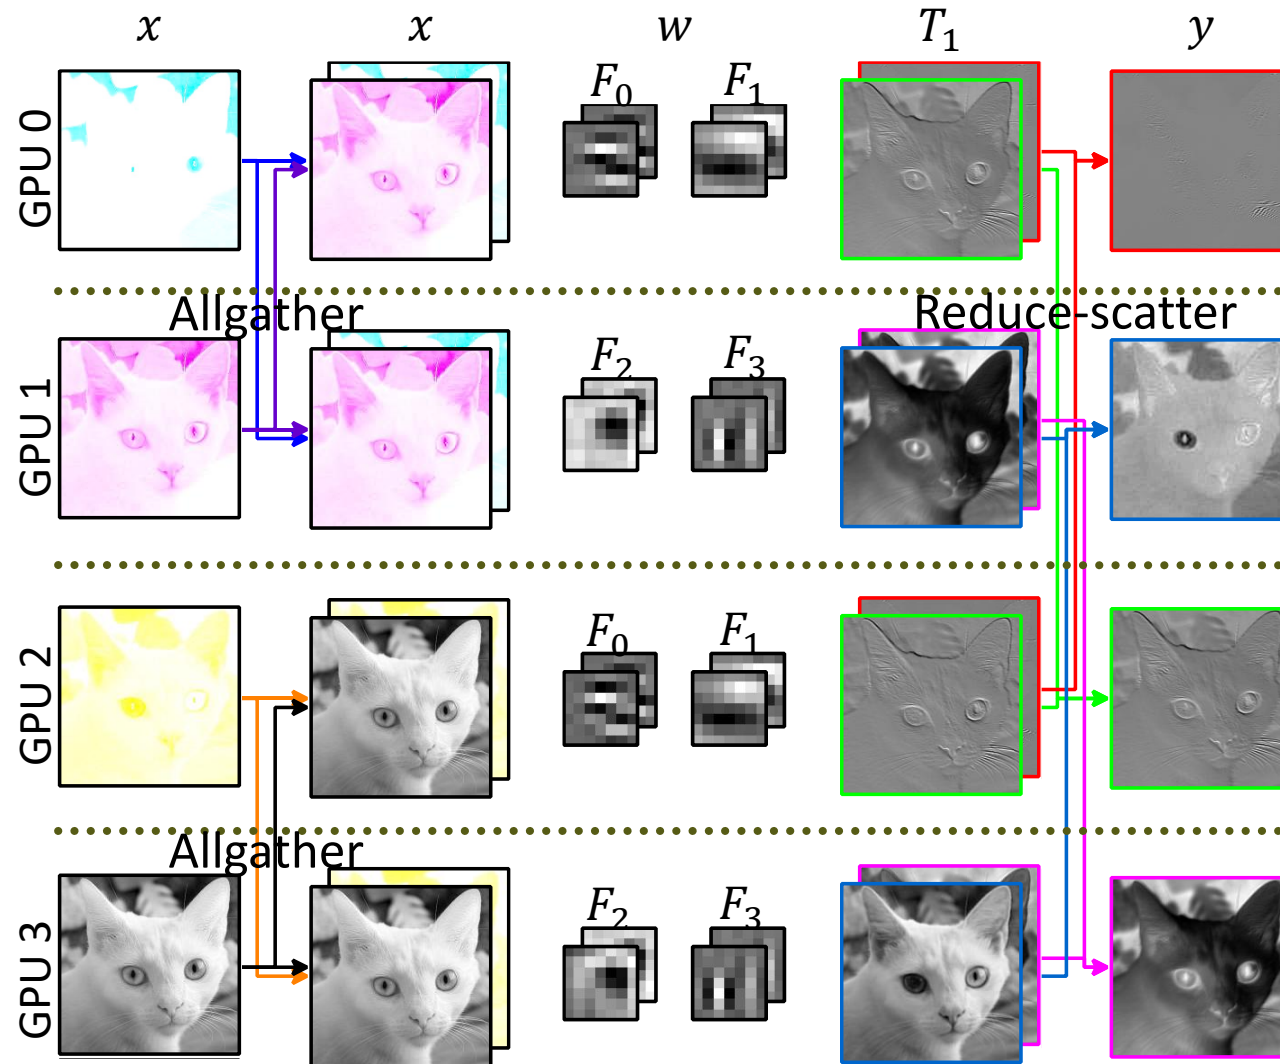 x x w T₁ y
GPU 0
F₀ F₁
Allgather
Reduce-scatter
GPU 1
F₂ F₃
GPU 2
F₀ F₁
Allgather
GPU 3
F₂ F₃